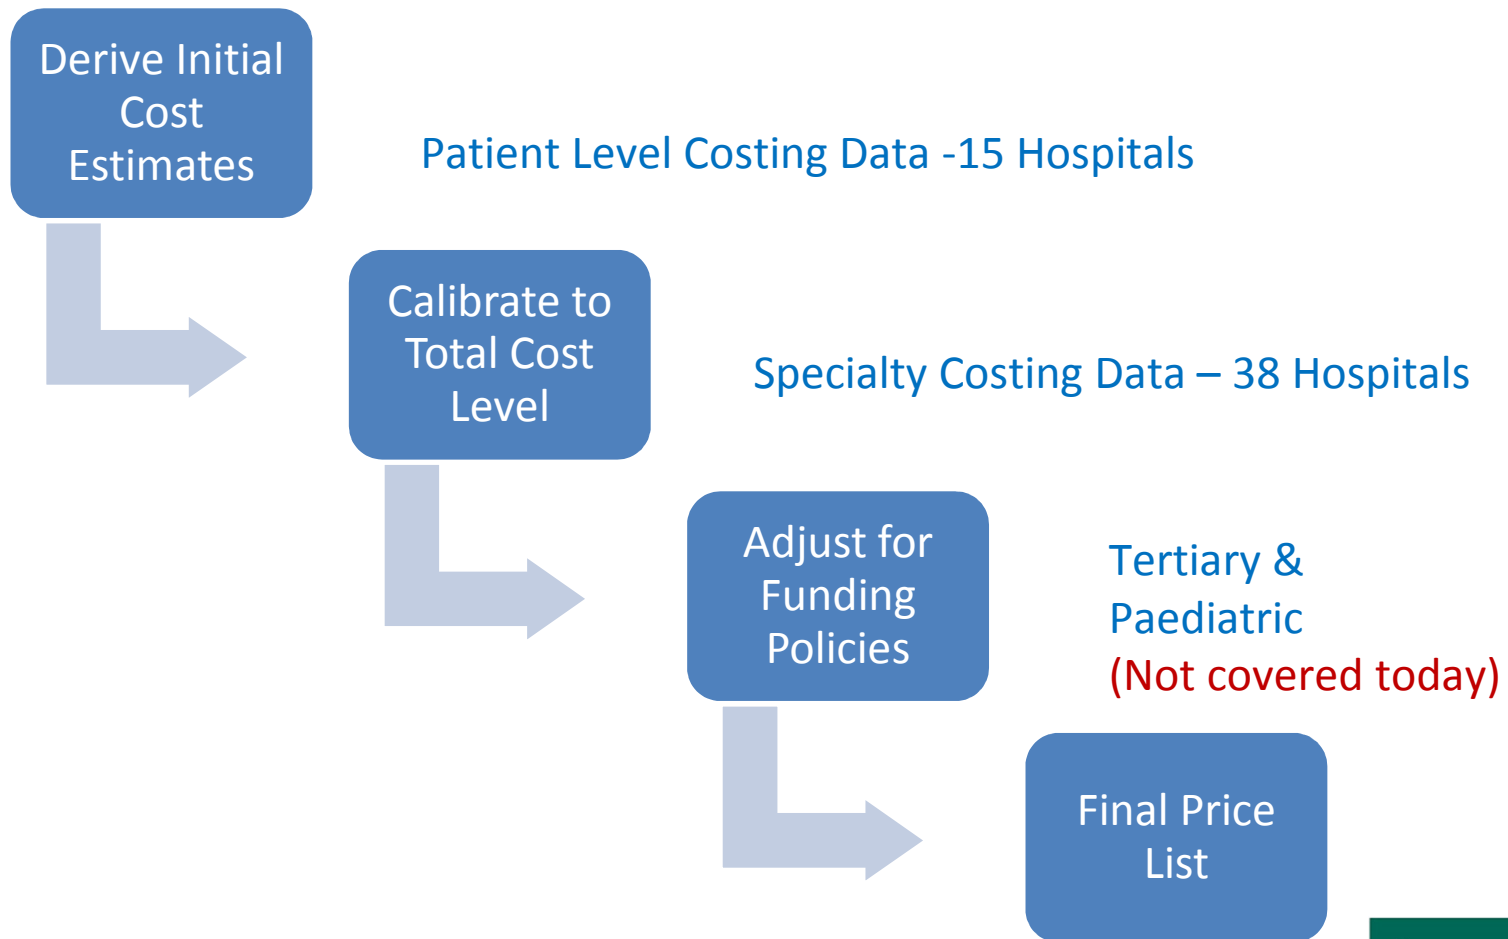 Derive Initial
Cost
Estimates
Patient Level Costing Data -15 Hospitals
Calibrate to
Total Cost
Level
Specialty Costing Data – 38 Hospitals
Adjust for
Funding
Policies
Tertiary &
Paediatric
(Not covered today)
Final Price
List